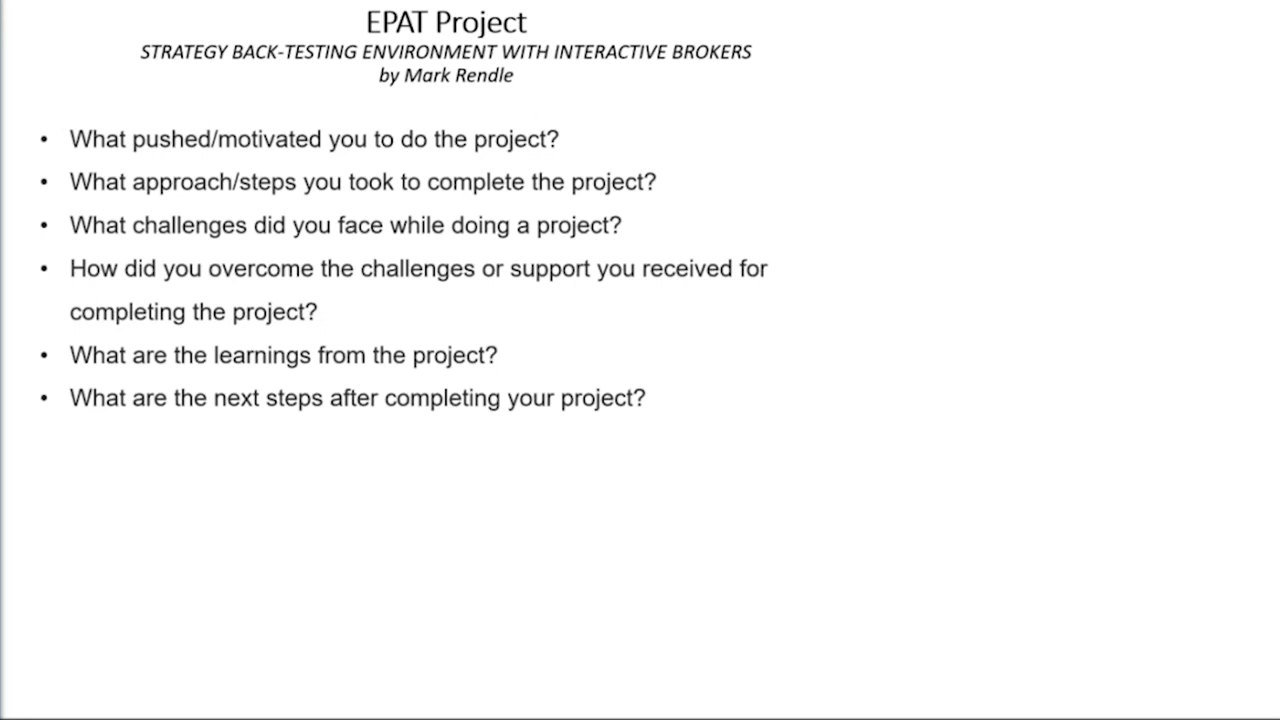 EPAT Project
STRATEGY BACK-TESTING ENVIRONMENT WITH INTERACTIVE BROKERS
by Mark Rendle
• What pushed/motivated you to do the project?
• What approach/steps you took to complete the project?
• What challenges did you face while doing a project?
• How did you overcome the challenges or support you received for
completing the project?
• What are the learnings from the project?
• What are the next steps after completing your project?